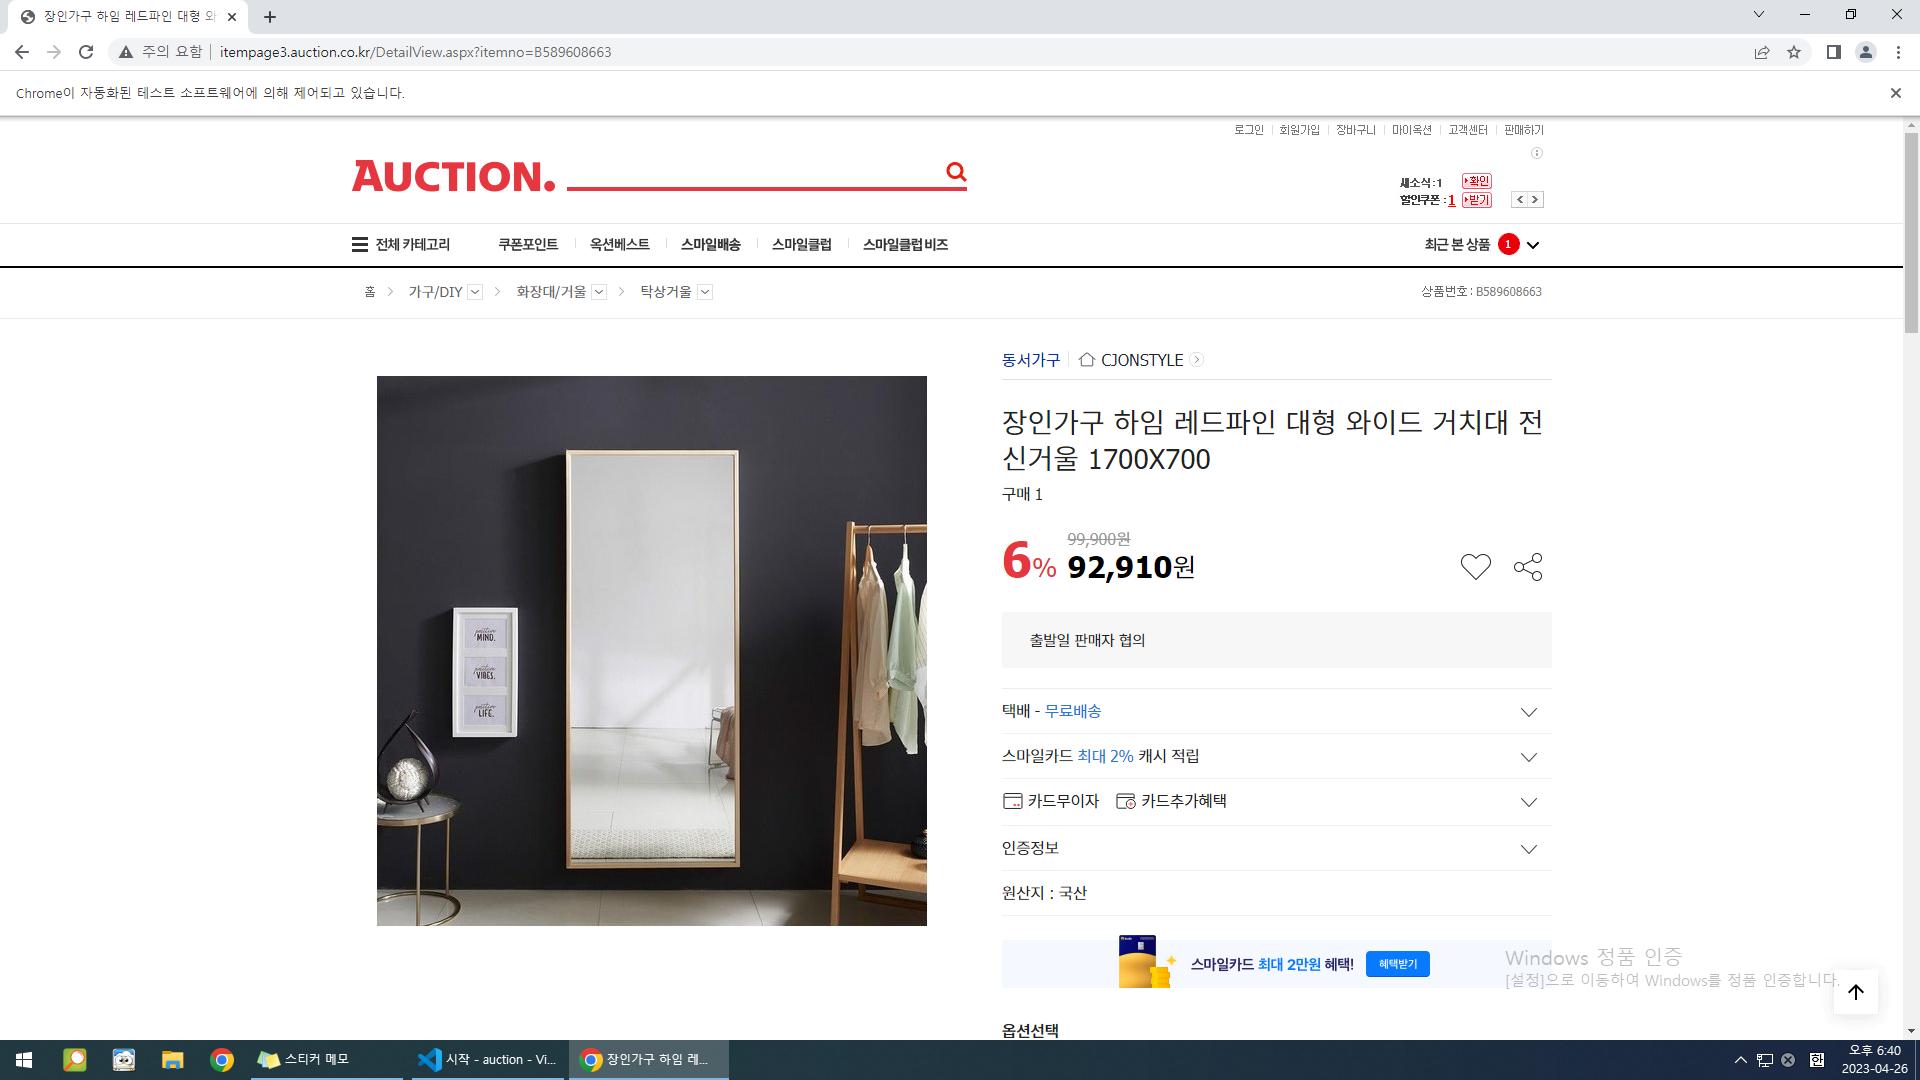 장인가구 하임 레드파인 대형 와
주의 요함 itempage3.auction.co.kr/DetailView.aspx?itemno=B589608663
Chrome이 자동화된 테스트 소프트웨어에 의해 제어되고 있습니다.
로그인 회원가입 장바구니 마이옥션 고객센터 판매하기
AUCTION.
새소식 : 1 확인
할인쿠폰 : 1 받기
전체 카테고리 쿠폰포인트 옥션베스트 스마일배송 스마일클럽 스마일클럽 비즈 최근 본 상품 1
홈 가구/DIY 화장대/거울 탁상거울 상품번호 : B589608663
동서가구 CJONSTYLE
장인가구 하임 레드파인 대형 와이드 거치대 전
신거울 1700X700
구매 1
99,900원
6% 92,910원
positive
MIND.
positive
VIBES.
positive
LIFE.
출발일 판매자 협의
택배 - 무료배송
스마일카드 최대 2% 캐시 적립
카드무이자 카드추가혜택
인증정보
원산지 : 국산
스마일카드 최대 2만원 혜택! 혜택받기
Windows 정품 인증
[설정]으로 이동하여 Windows를 정품 인증합니다.
옵션선택
스티커 메모 시작 - auction - Vi... 장인가구 하임 레... 한 오후 6:40
2023-04-26